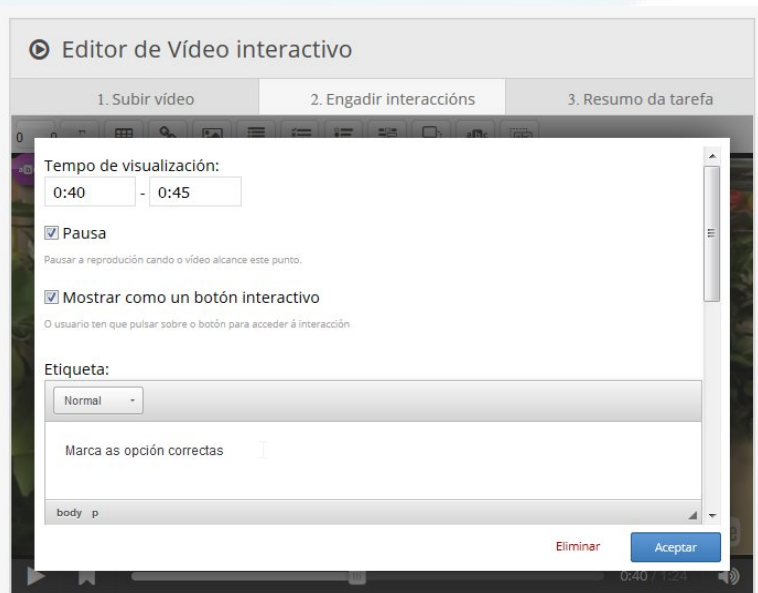 Editor de Vídeo interactivo
1. Subir vídeo 2. Engadir interaccións 3. Resumo da tarefa
Tempo de visualización:
0:40 - 0:45
Pausa
Pausar a reprodución cando o vídeo alcance este punto.
Mostrar como un botón interactivo
O usuario ten que pulsar sobre o botón para acceder á interacción
Etiqueta:
Normal
Marca as opción correctas
body p
Eliminar Aceptar
0:40 / 1:24